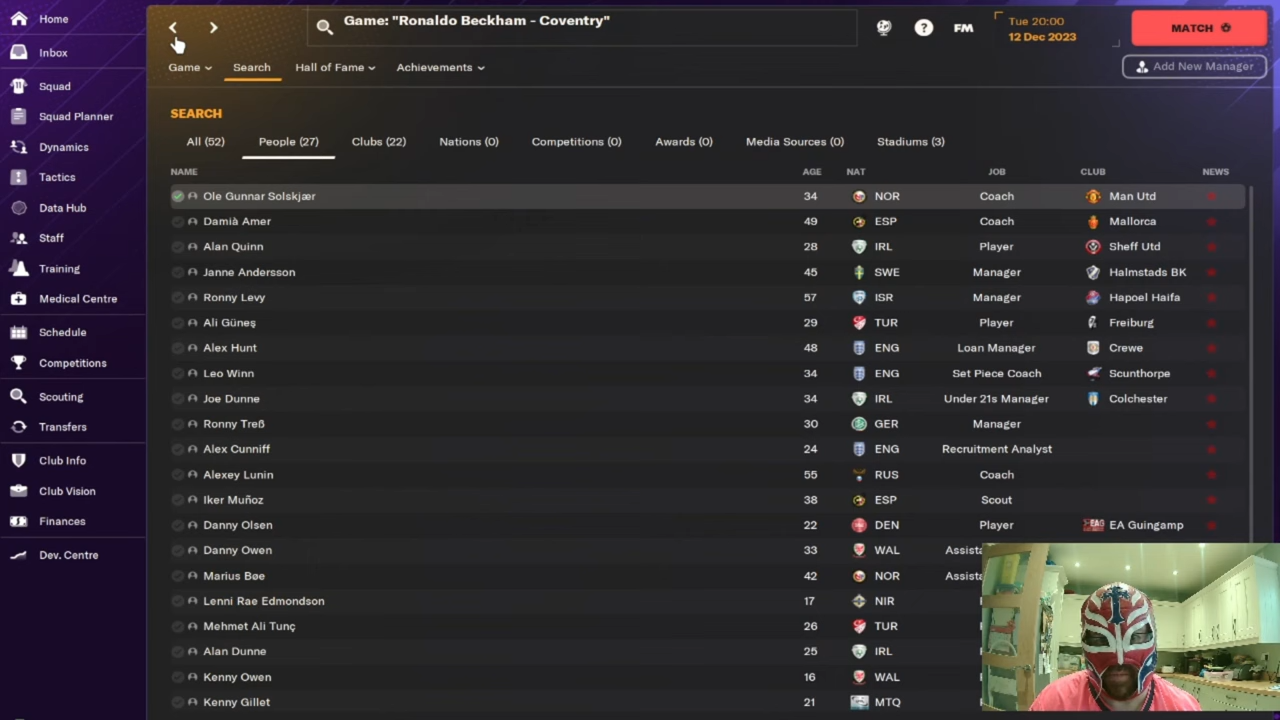 Home
Inbox
Squad
Squad Planner
Dynamics
Tactics
Data Hub
Staff
Training
Medical Centre
Schedule
Competitions
Scouting
Transfers
Club Info
Club Vision
Finances
Dev. Centre
Game: "Ronaldo Beckham - Coventry"
? FM
Tue 20:00
12 Dec 2023
MATCH
Game Search Hall of Fame Achievements
Add New Manager
SEARCH
All (52) People (27) Clubs (22) Nations (0) Competitions (0) Awards (0) Media Sources (0) Stadiums (3)
NAME AGE NAT JOB CLUB NEWS
Ole Gunnar Solskjær 34 NOR Coach Man Utd
Damià Amer 49 ESP Coach Mallorca
Alan Quinn 28 IRL Player Sheff Utd
Janne Andersson 45 SWE Manager Halmstads BK
Ronny Levy 57 ISR Manager Hapoel Haifa
Ali Güneş 29 TUR Player Freiburg
Alex Hunt 48 ENG Loan Manager Crewe
Leo Winn 34 ENG Set Piece Coach Scunthorpe
Joe Dunne 34 IRL Under 21s Manager Colchester
Ronny Treß 30 GER Manager
Alex Cunniff 24 ENG Recruitment Analyst
Alexey Lunin 55 RUS Coach
Iker Muñoz 38 ESP Scout
Danny Olsen 22 DEN Player EA Guingamp
Danny Owen 33 WAL Assista
Marius Bøe 42 NOR Assista
Lenni Rae Edmondson 17 NIR
Mehmet Ali Tunç 26 TUR
Alan Dunne 25 IRL
Kenny Owen 16 WAL
Kenny Gillet 21 MTQ